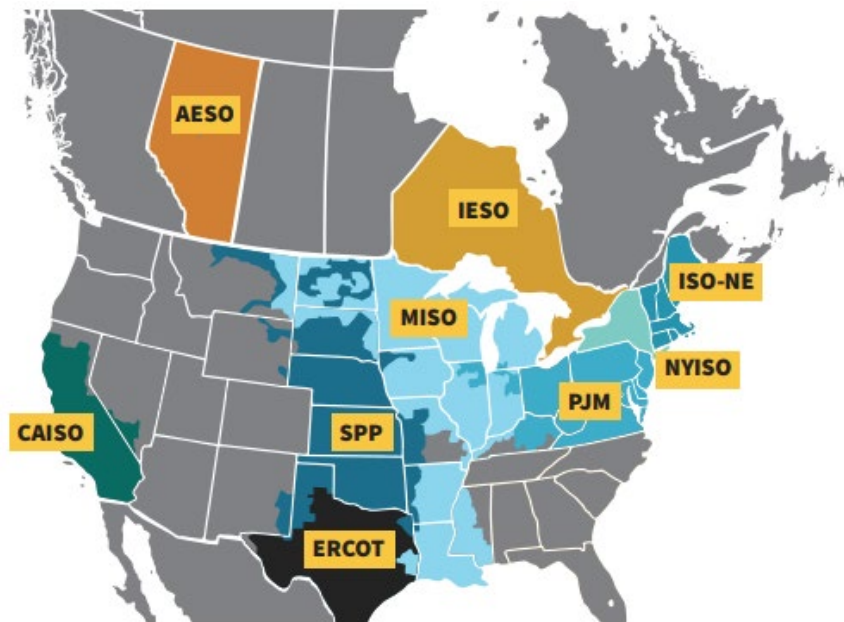 AESO
IESO
ISO-NE
MISO
NYISO
PJM
CAISO
SPP
ERCOT